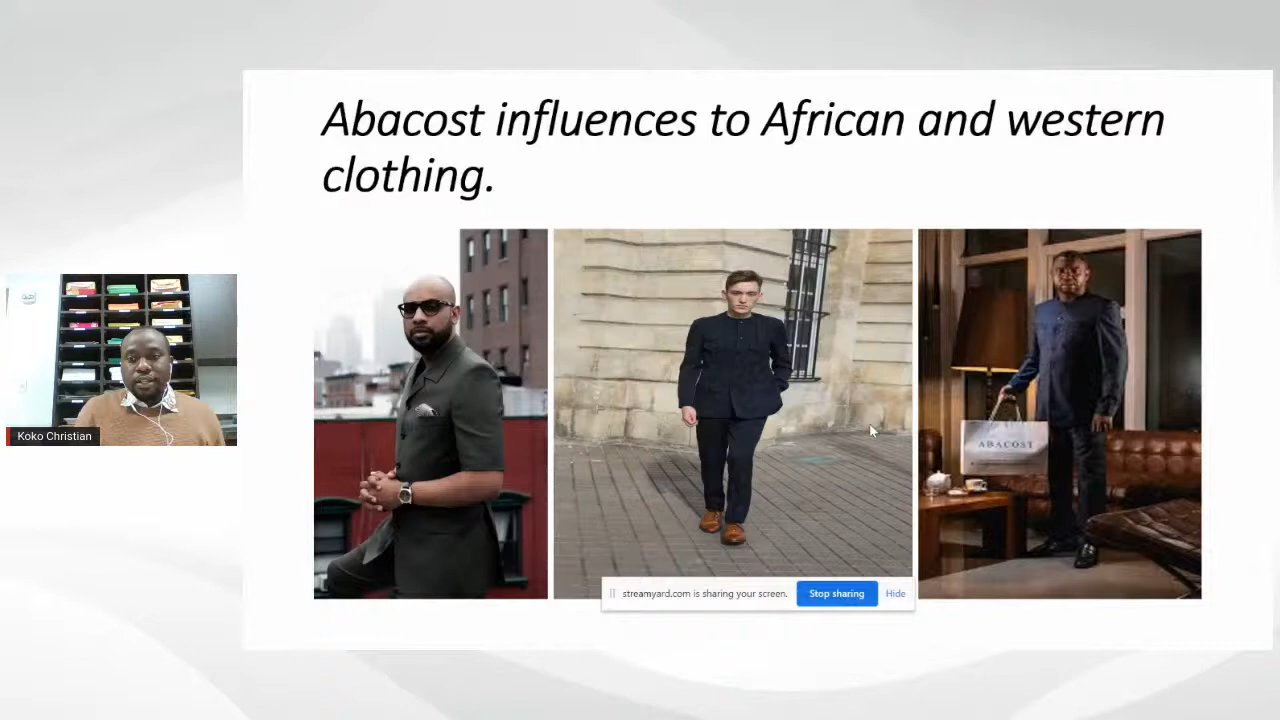 Abacost influences to African and western
clothing.
Koko Christian
ABACOST
streamyard.com is sharing your screen.
Stop sharing
Hide